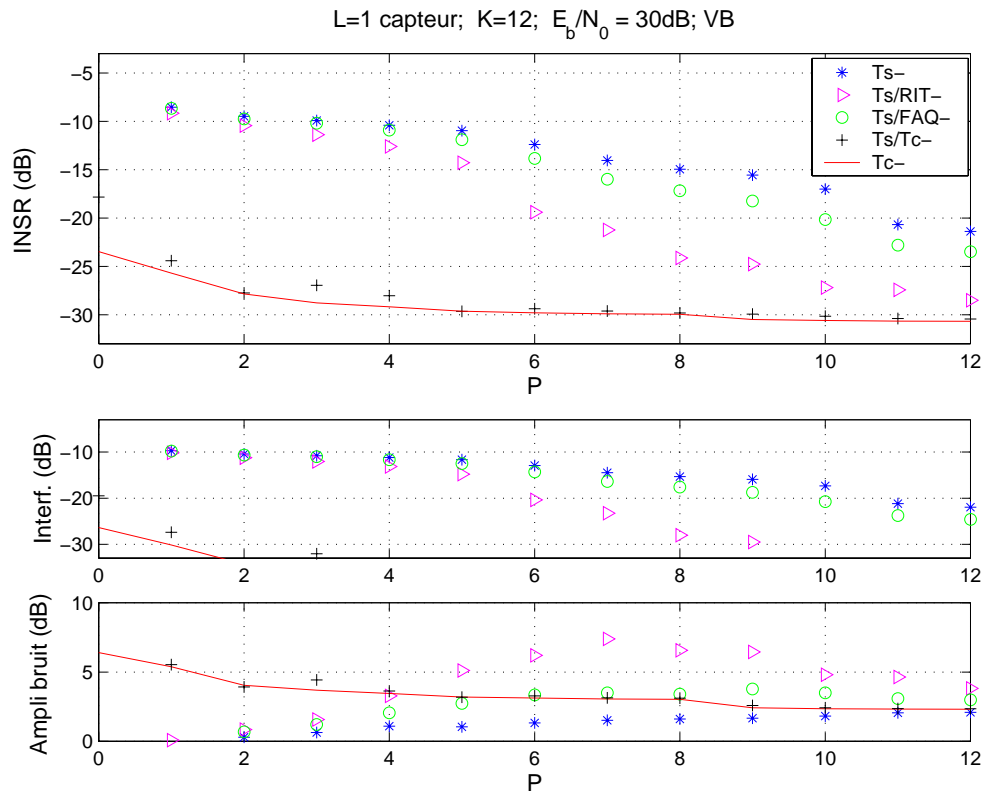 L=1 capteur; K=12; E_b/N_0 = 30dB; VB
−5
−10
−15
−20
−25
−30
INSR (dB)
0 2 4 6 8 10 12
P
Ts−
Ts/RIT−
Ts/FAQ−
Ts/Tc−
Tc−
−10
−20
−30
Interf. (dB)
0 2 4 6 8 10 12
10
5
0
Ampli bruit (dB)
0 2 4 6 8 10 12
P